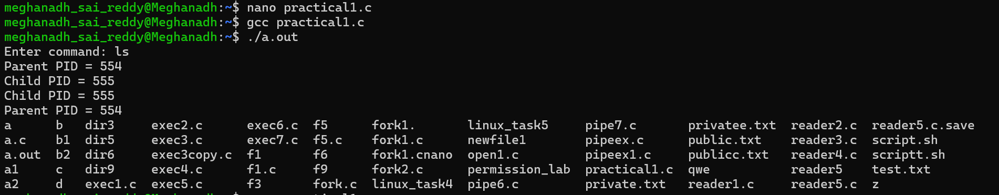 meghanadh_sai_reddy@Meghanadh:~$ nano practical1.c
meghanadh_sai_reddy@Meghanadh:~$ gcc practical1.c
meghanadh_sai_reddy@Meghanadh:~$ ./a.out
Enter command: ls
Parent PID = 554
Child PID = 555
Child PID = 555
Parent PID = 554
a      b   dir3     exec2.c      exec6.c  f5      fork1.       linux_task5     pipe7.c       privatee.txt  reader2.c  reader5.c.save
a.c    b1  dir5     exec3.c      exec7.c  f5.c    fork1.c      newfile1        pipeex.c      public.txt    reader3.c  script.sh
a.out  b2  dir6     exec3copy.c  f1       f6      fork1.cnano  open1.c         pipeex1.c     publicc.txt   reader4.c  scriptt.sh
a1     c   dir9     exec4.c      f1.c     f9      fork2.c      permission_lab  practical1.c  qwe           reader5    test.txt
a2     d   exec1.c  exec5.c      f3       fork.c  linux_task4  pipe6.c         private.txt   reader1.c     reader5.c  z